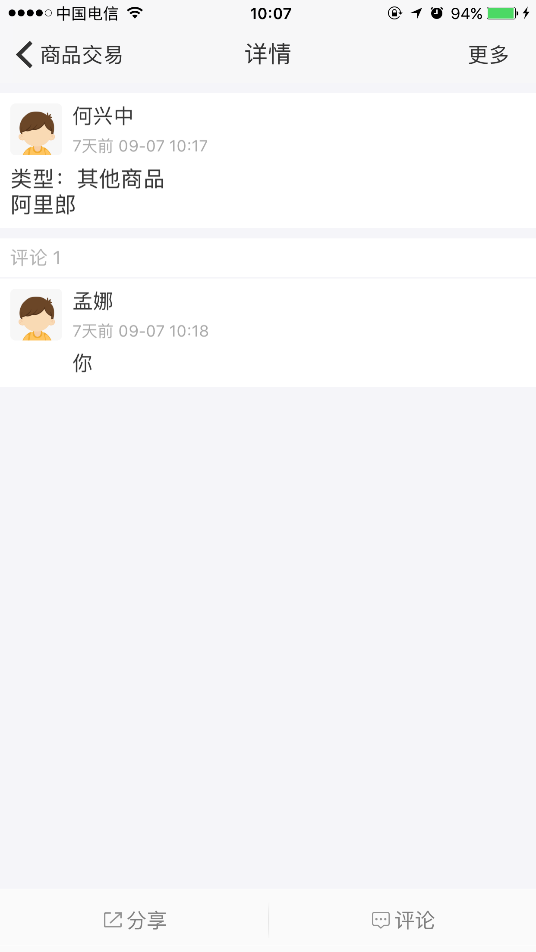 中国电信 10:07 94%
商品交易 详情 更多
何兴中
7天前 09-07 10:17
类型：其他商品
阿里郎
评论 1
孟娜
7天前 09-07 10:18
你
分享 评论